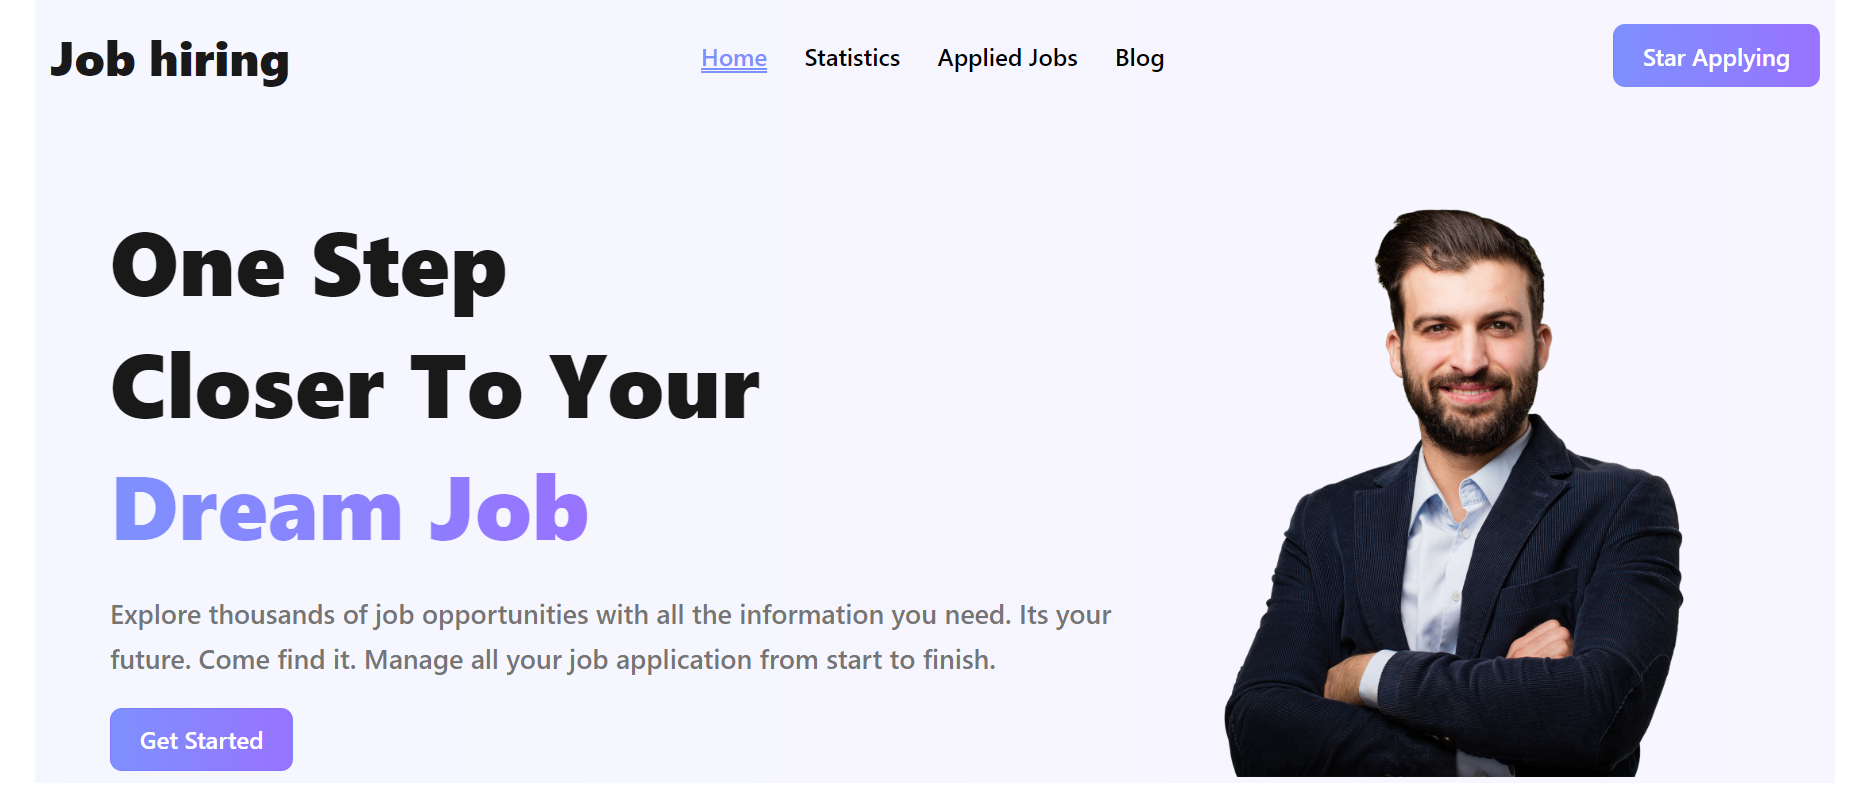 Job hiring
Home
Statistics
Applied Jobs
Blog
Star Applying
One Step
Closer To Your
Dream Job
Explore thousands of job opportunities with all the information you need. Its your
future. Come find it. Manage all your job application from start to finish.
Get Started